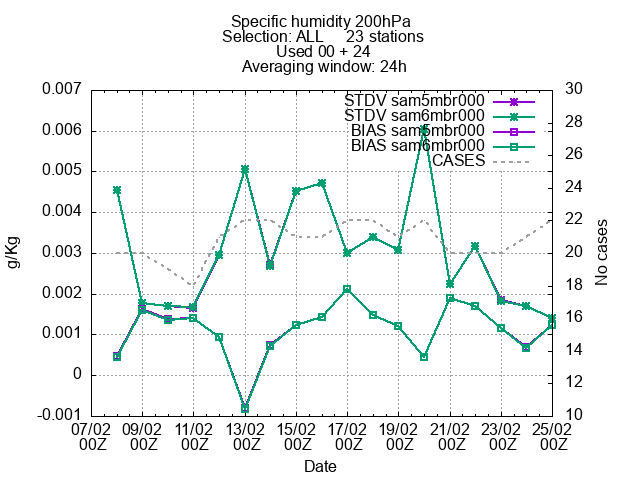 Specific humidity 200hPa
Selection: ALL     23 stations
Used 00 + 24
Averaging window: 24h
0.007
0.006
0.005
0.004
0.003
0.002
0.001
0
-0.001
g/Kg
30
28
26
24
22
20
18
16
14
12
10
No cases
STDV sam5mbr000
STDV sam6mbr000
BIAS sam5mbr000
BIAS sam6mbr000
CASES
07/02 09/02 11/02 13/02 15/02 17/02 19/02 21/02 23/02 25/02
00Z 00Z 00Z 00Z 00Z 00Z 00Z 00Z 00Z 00Z
Date